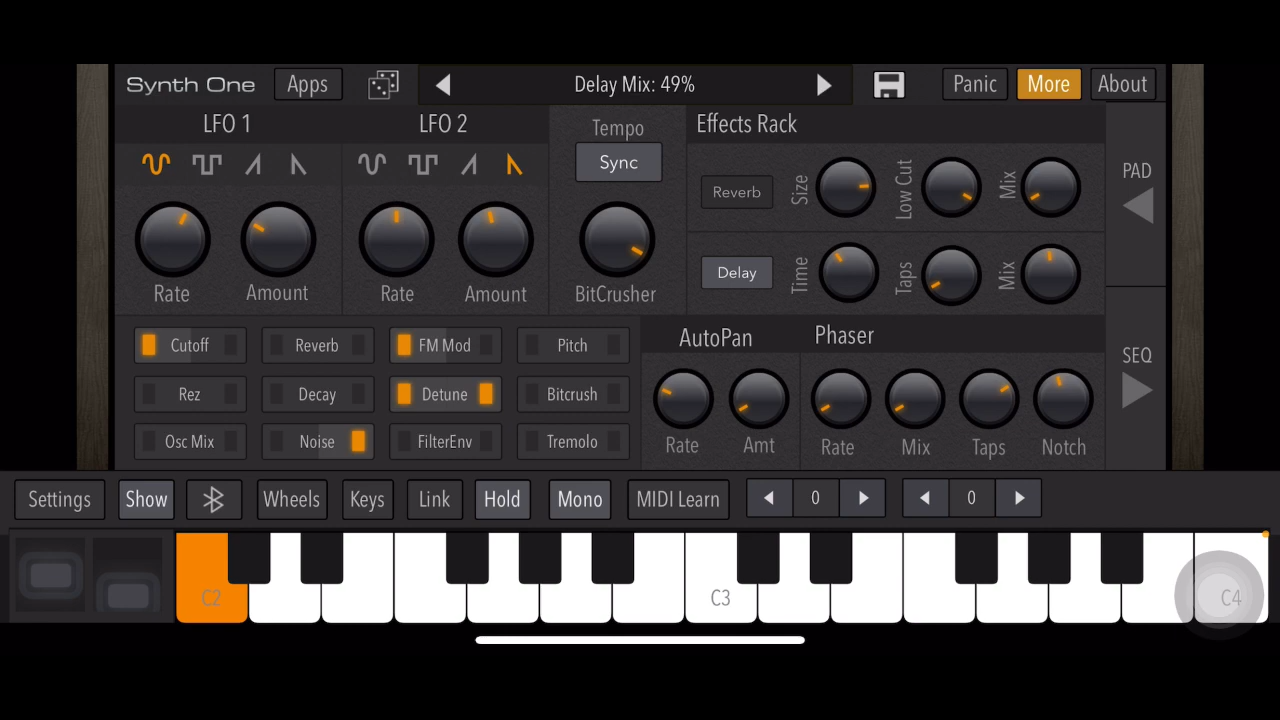 Synth One Apps Delay Mix: 49% Panic More About
LFO 1 LFO 2 Tempo Effects Rack
Sync
Reverb Size Low Cut Mix
PAD
Delay Time Taps Mix
Rate Amount Rate Amount BitCrusher
AutoPan Phaser
SEQ
Cutoff Reverb FM Mod Pitch
Rez Decay Detune Bitcrush
Osc Mix Noise FilterEnv Tremolo
Rate Amt Rate Mix Taps Notch
Settings Show Wheels Keys Link Hold Mono MIDI Learn 0 0
C2 C3 C4